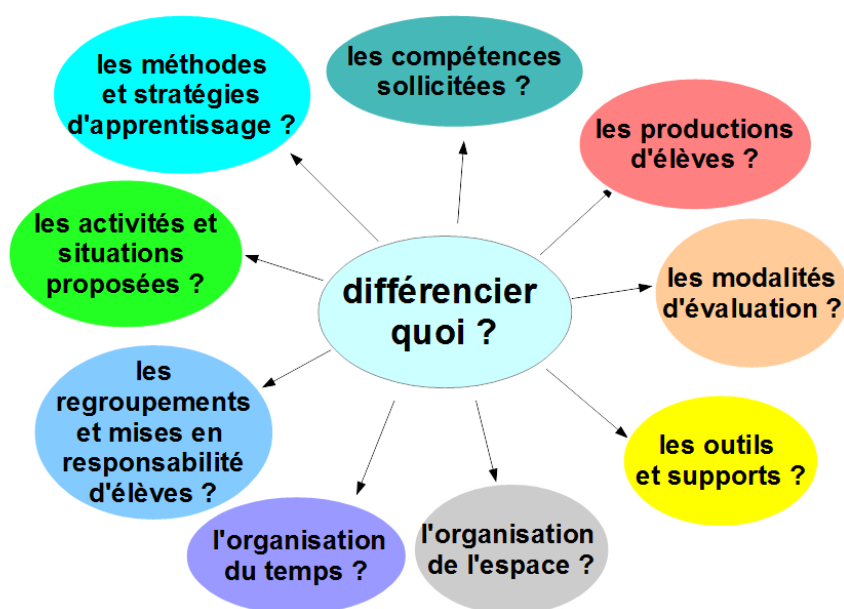 les méthodes
et stratégies
d'apprentissage ?
les compétences
sollicitées ?
les productions
d'élèves ?
les activités et
situations
proposées ?
différencier
quoi ?
les modalités
d'évaluation ?
les
regroupements
et mises en
responsabilité
d'élèves ?
les outils
et supports ?
l'organisation
du temps ?
l'organisation
de l'espace ?